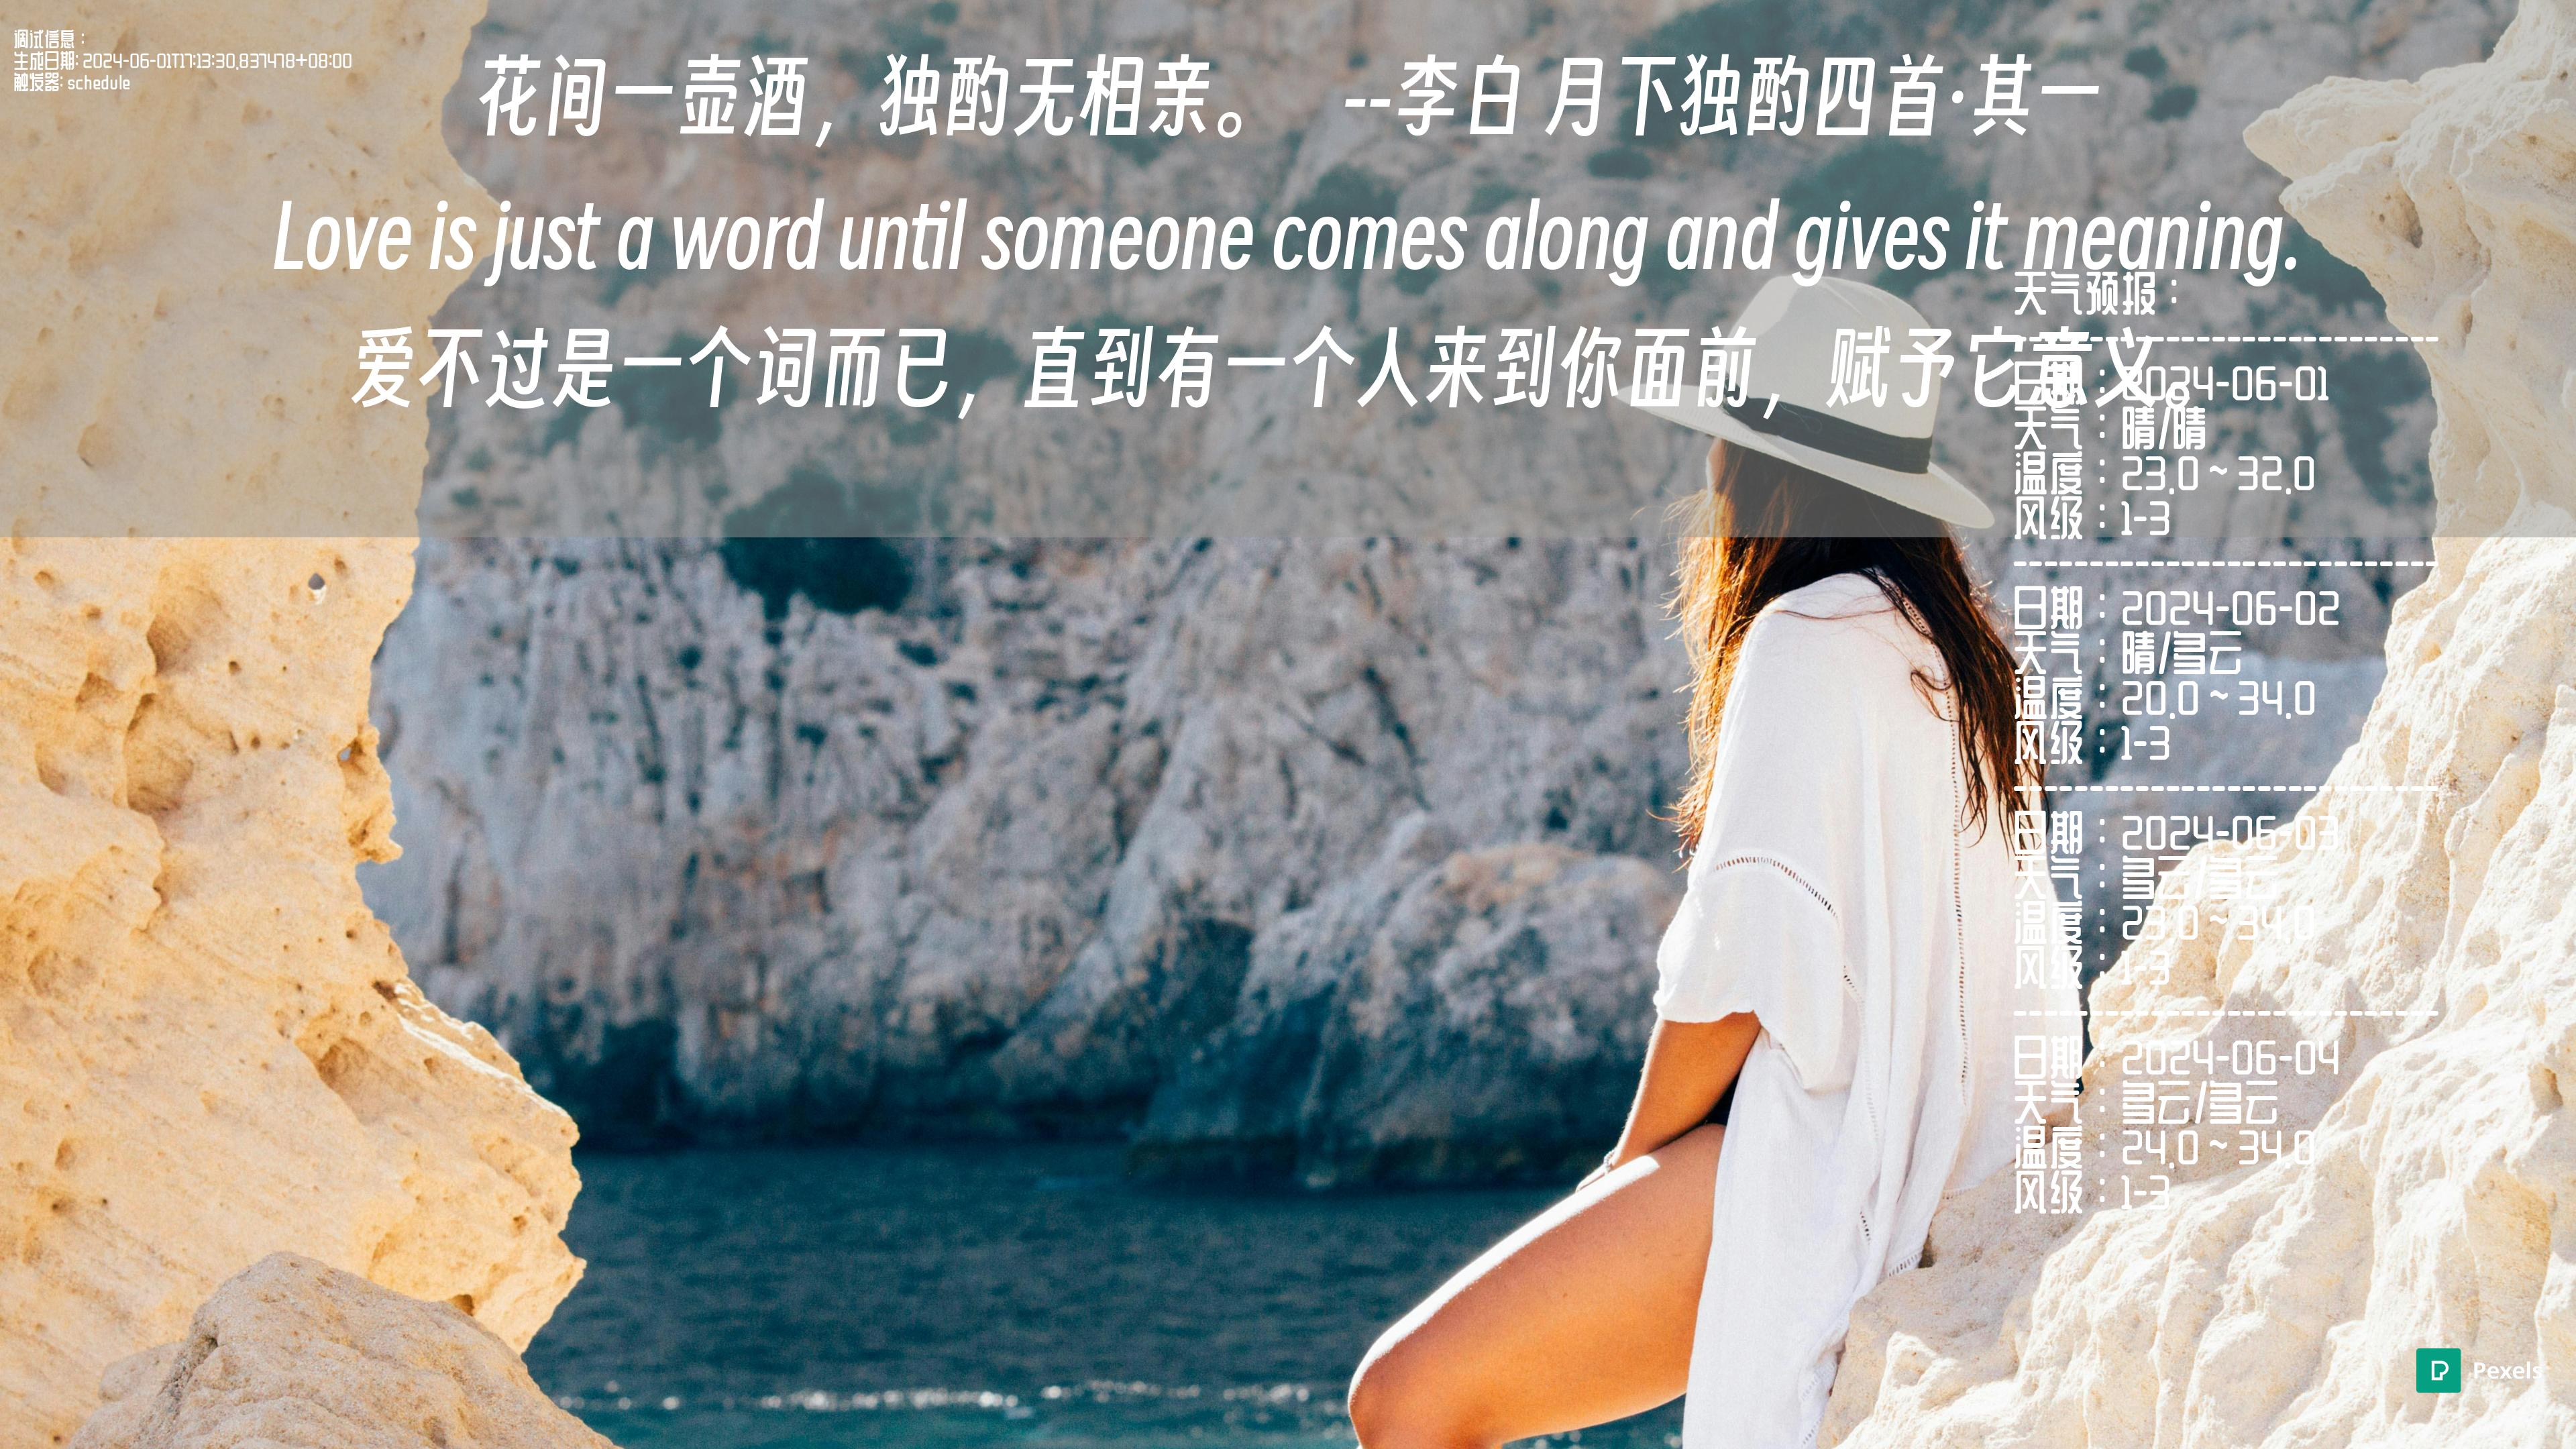 调试信息：
生成日期: 2024-06-01T17:13:30.837478+08:00
触发器: schedule
花间一壶酒，独酌无相亲。 --李白 月下独酌四首·其一
Love is just a word until someone comes along and gives it meaning.
爱不过是一个词而已，直到有一个人来到你面前，赋予它意义。
天气预报：
------------------------------
日期：2024-06-01
天气：晴/晴
温度：23.0 ~ 32.0
风级：1-3
------------------------------
日期：2024-06-02
天气：晴/多云
温度：20.0 ~ 34.0
风级：1-3
------------------------------
日期：2024-06-03
天气：多云/多云
温度：23.0 ~ 34.0
风级：1-3
------------------------------
日期：2024-06-04
天气：多云/多云
温度：24.0 ~ 34.0
风级：1-3
Pexels